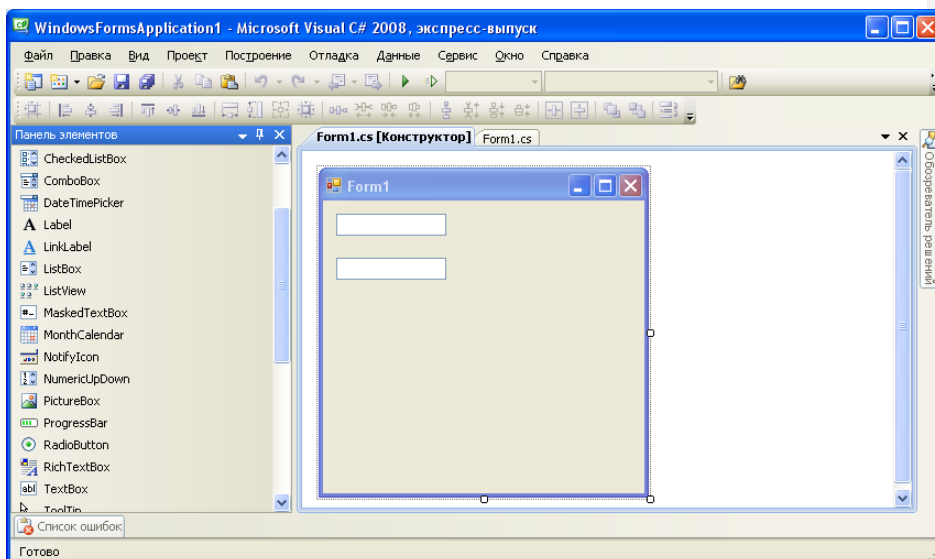 WindowsFormsApplication1 - Microsoft Visual C# 2008, экспресс-выпуск
Файл Правка Вид Проект Построение Отладка Данные Сервис Окно Справка
Панель элементов
Form1.cs [Конструктор] Form1.cs
CheckedListBox
ComboBox
DateTimePicker
A Label
A LinkLabel
ListBox
ListView
MaskedTextBox
MonthCalendar
NotifyIcon
NumericUpDown
PictureBox
ProgressBar
RadioButton
RichTextBox
abl TextBox
ToolTip
Form1
Обозреватель решений
Список ошибок
Готово